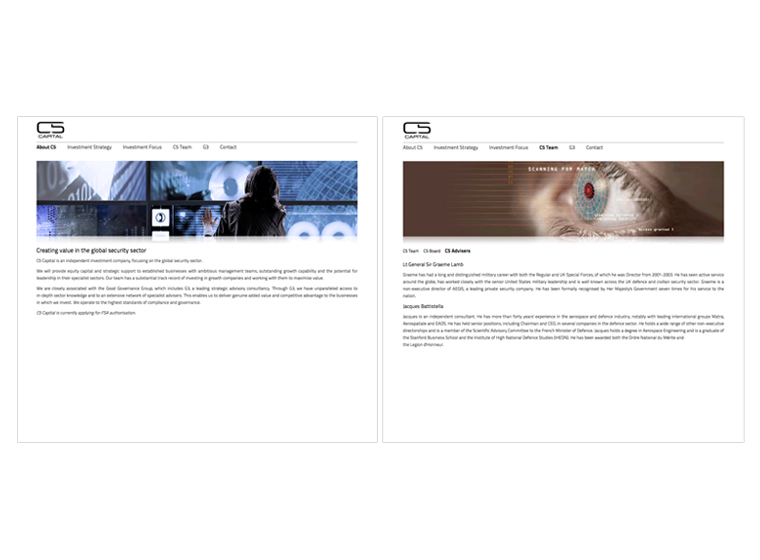 C5
CAPITAL
About C5 Investment Strategy Investment Focus C5 Team G3 Contact
Creating value in the global security sector
C5 Capital is an independent investment company, focusing on the global security sector.
We will provide equity capital and strategic support to established businesses with ambitious management teams, outstanding growth capability and the potential for
leadership in their specialist sectors. Our team has a substantial track record of investing in growth companies and working with them to maximise value.
We are closely associated with the Good Governance Group, which includes G3, a leading strategic advisory consultancy. Through G3, we have unparalleled access to
in-depth sector knowledge and to an extensive network of specialist advisers. This enables us to deliver genuine added value and competitive advantage to the businesses
in which we invest. We operate to the highest standards of compliance and governance.
C5 Capital is currently applying for FSA authorisation.
C5
CAPITAL
About C5 Investment Strategy Investment Focus C5 Team G3 Contact
SCANNING FOR MATCH
C5 Team C5 Board C5 Advisers
Lt General Sir Graeme Lamb
Graeme has had a long and distinguished military career with both the Regular and UK Special Forces, of which he was Director from 2001-2003. He has seen active service
around the globe, has worked closely with the senior United States military leadership and is well known across the UK defence and civilian security sector. Graeme is a
non-executive director of AEGIS, a leading private security company. He has been formally recognised by Her Majesty's Government seven times for his service to the
nation.
Jacques Battistella
Jacques is an independent consultant. He has more than forty years' experience in the aerospace and defence industry, notably with leading international groups Matra,
Aerospatiale and EADS. He has held senior positions, including Chairman and CEO, in several companies in the defence sector. He holds a wide range of other non-executive
directorships and is a member of the Scientific Advisory Committee to the French Minister of Defence. Jacques holds a degree in Aerospace Engineering and is a graduate of
the Stanford Business School and the Institute of High National Defence Studies (IHEDN). He has been awarded both the Ordre National du Mérite and
the Legion d'Honneur.